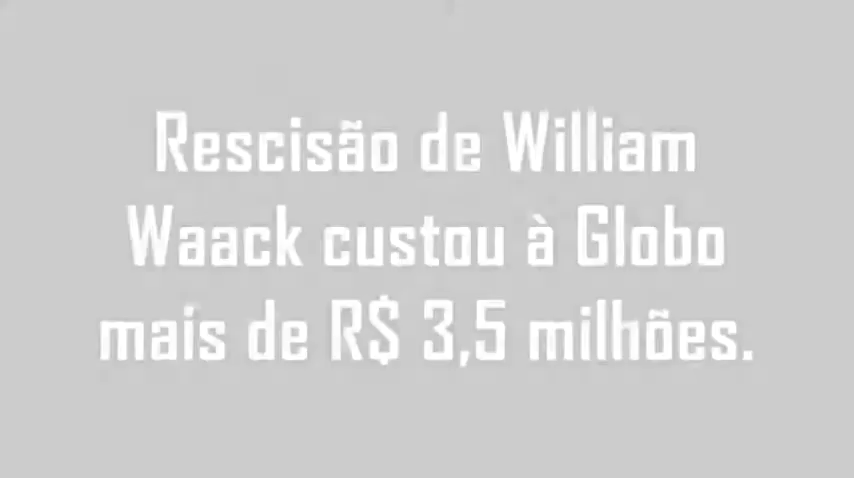 Rescisão de William
Waack custou à Globo
mais de R$ 3,5 milhões.